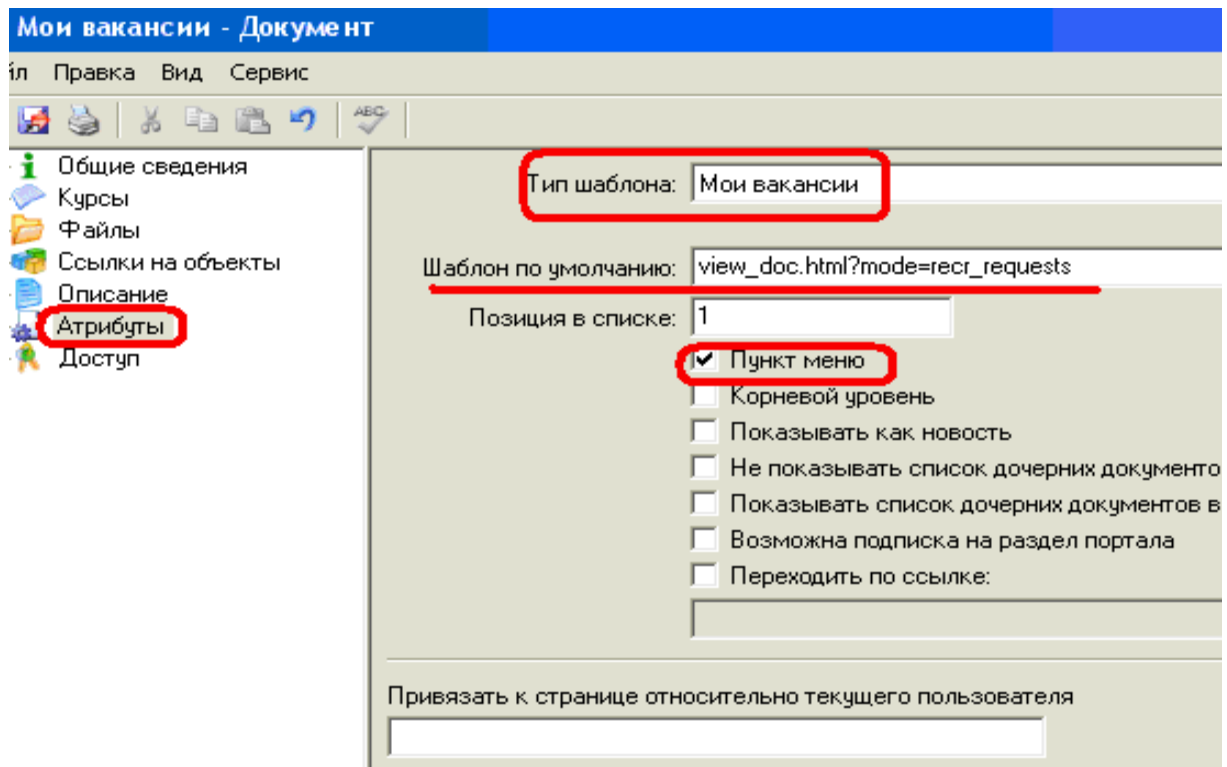 Мои вакансии - Документ
йл Правка Вид Сервис
ABC
Общие сведения
Курсы
Файлы
Ссылки на объекты
Описание
Атрибуты
Доступ
Тип шаблона: Мои вакансии
Шаблон по умолчанию: view_doc.html?mode=recr_requests
Позиция в списке: 1
Пункт меню
Корневой уровень
Показывать как новость
Не показывать список дочерних документо
Показывать список дочерних документов в
Возможна подписка на раздел портала
Переходить по ссылке:
Привязать к странице относительно текущего пользователя